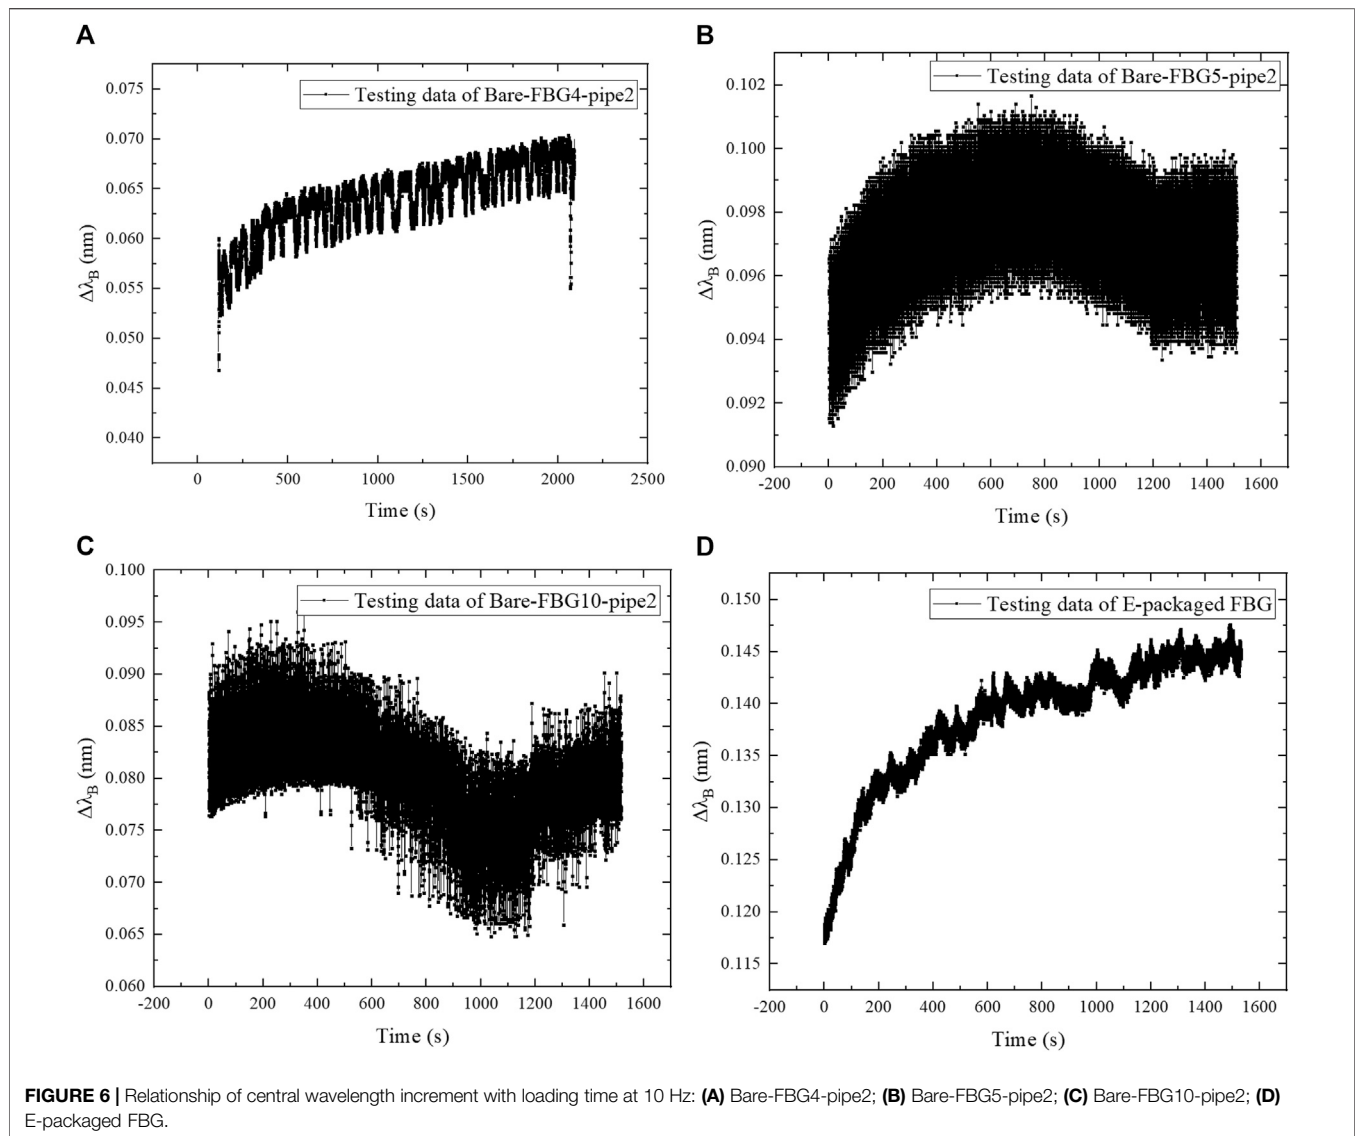 A
Testing data of Bare-FBG4-pipe2
0.075
0.070
0.065
0.060
0.055
0.050
0.045
0.040
ΔλB (nm)
0 500 1000 1500 2000 2500
Time (s)
B
Testing data of Bare-FBG5-pipe2
0.102
0.100
0.098
0.096
0.094
0.092
0.090
ΔλB (nm)
-200 0 200 400 600 800 1000 1200 1400 1600
Time (s)
C
Testing data of Bare-FBG10-pipe2
0.100
0.095
0.090
0.085
0.080
0.075
0.070
0.065
0.060
ΔλB (nm)
-200 0 200 400 600 800 1000 1200 1400 1600
Time (s)
D
Testing data of E-packaged FBG
0.150
0.145
0.140
0.135
0.130
0.125
0.120
0.115
ΔλB (nm)
-200 0 200 400 600 800 1000 1200 1400 1600
Time (s)
FIGURE 6 | Relationship of central wavelength increment with loading time at 10 Hz: (A) Bare-FBG4-pipe2; (B) Bare-FBG5-pipe2; (C) Bare-FBG10-pipe2; (D)
E-packaged FBG.